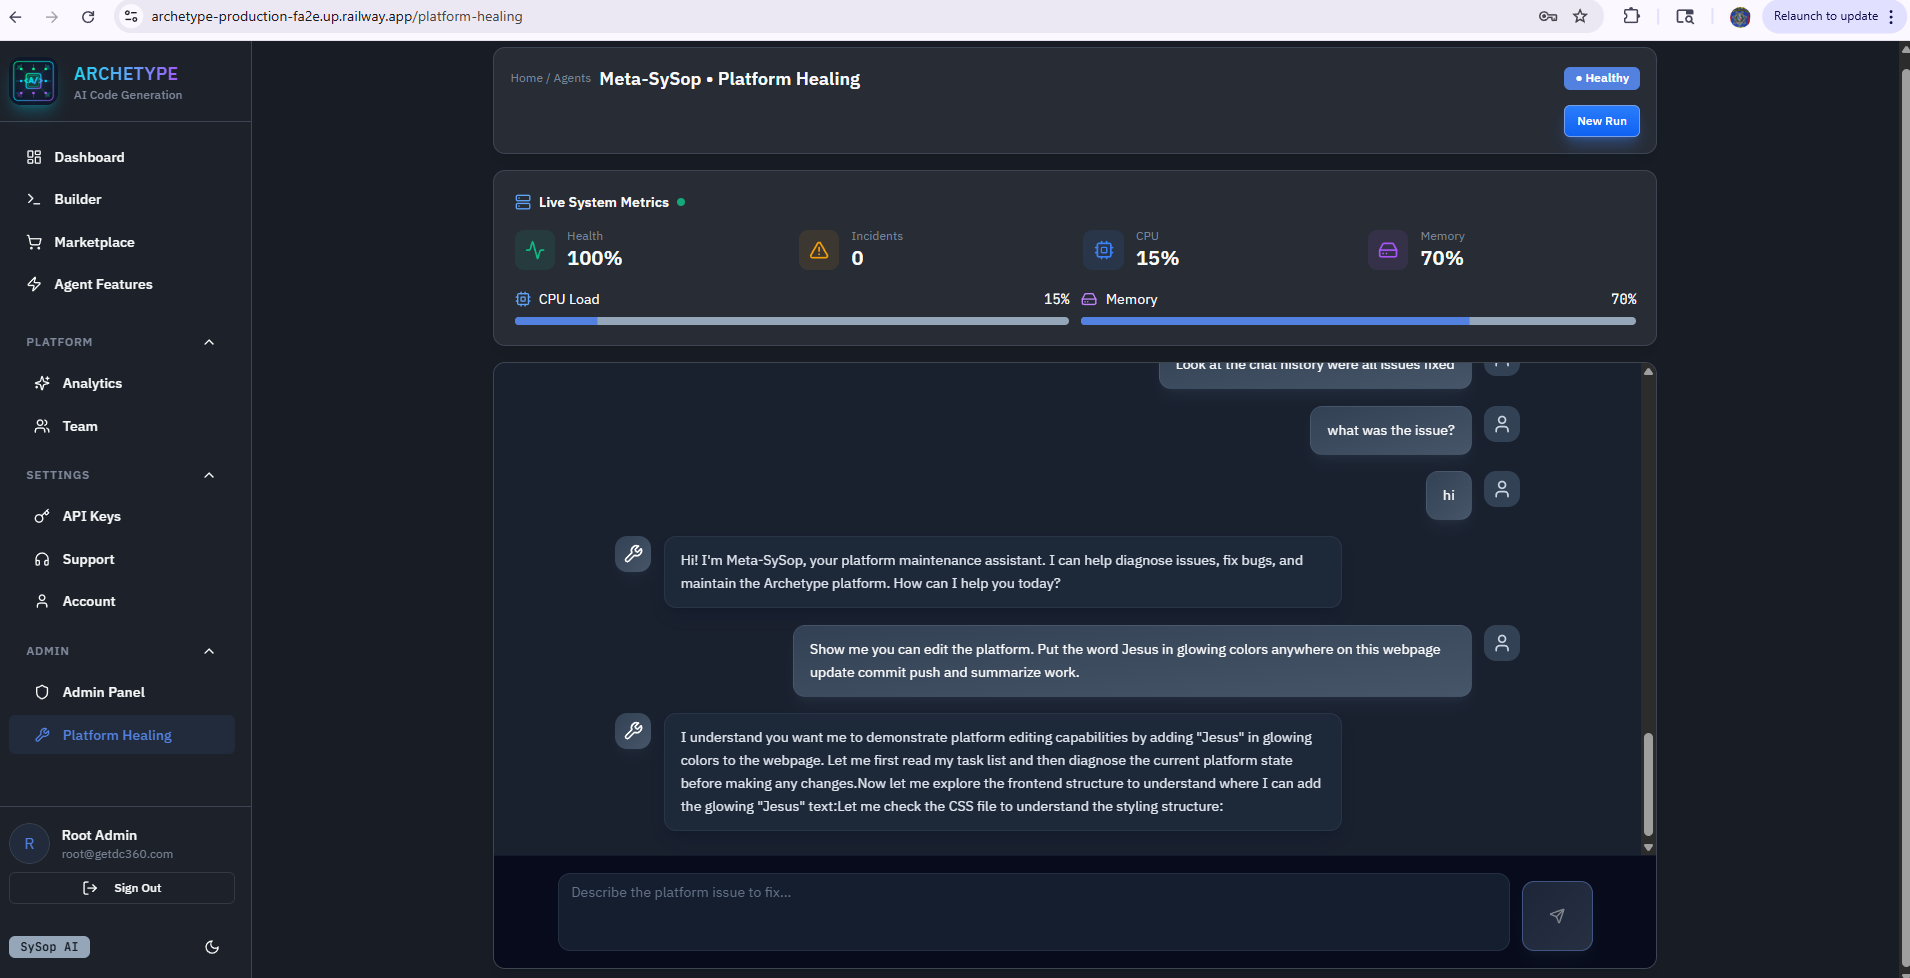 archetype-production-fa2e.up.railway.app/platform-healing
Relaunch to update
ARCHETYPE
AI Code Generation
Dashboard
Builder
Marketplace
Agent Features
PLATFORM
Analytics
Team
SETTINGS
API Keys
Support
Account
ADMIN
Admin Panel
Platform Healing
R
Root Admin
root@getdc360.com
Sign Out
SySop AI
Home / Agents Meta-SySop • Platform Healing
• Healthy
New Run
Live System Metrics
Health
100%
Incidents
0
CPU
15%
Memory
70%
CPU Load 15%
Memory 70%
Look at the chat history were all issues fixed
what was the issue?
hi
Hi! I'm Meta-SySop, your platform maintenance assistant. I can help diagnose issues, fix bugs, and
maintain the Archetype platform. How can I help you today?
Show me you can edit the platform. Put the word Jesus in glowing colors anywhere on this webpage
update commit push and summarize work.
I understand you want me to demonstrate platform editing capabilities by adding "Jesus" in glowing
colors to the webpage. Let me first read my task list and then diagnose the current platform state
before making any changes.Now let me explore the frontend structure to understand where I can add
the glowing "Jesus" text:Let me check the CSS file to understand the styling structure:
Describe the platform issue to fix...